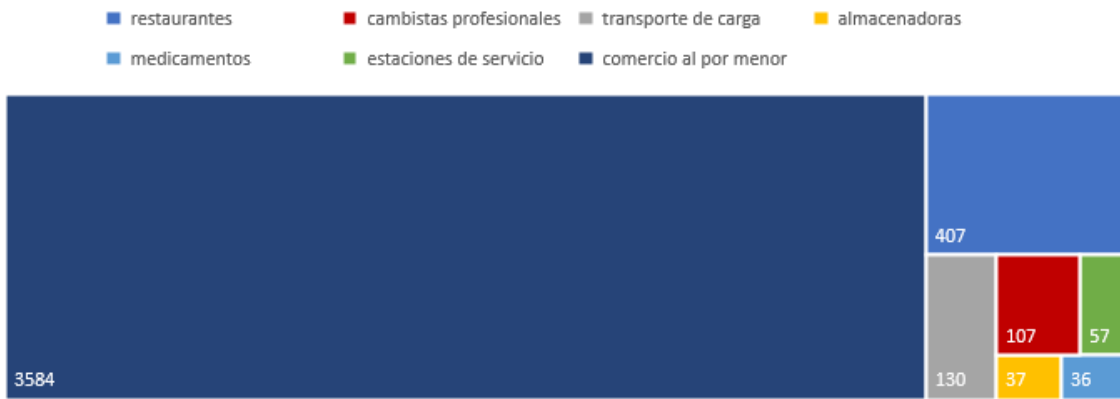 restaurantes cambistas profesionales transporte de carga almacenadoras
medicamentos estaciones de servicio comercio al por menor
407
107 57
3584 130 37 36